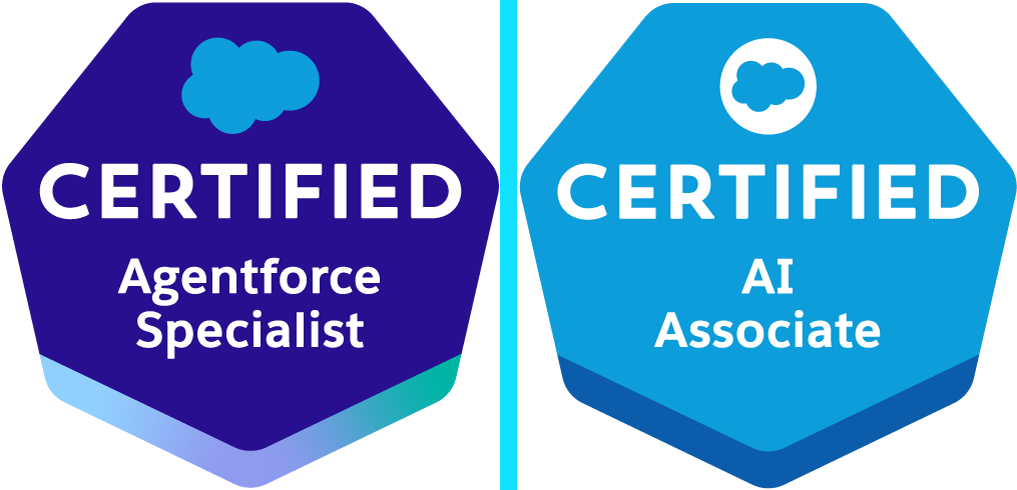 CERTIFIED
Agentforce
Specialist
CERTIFIED
AI
Associate